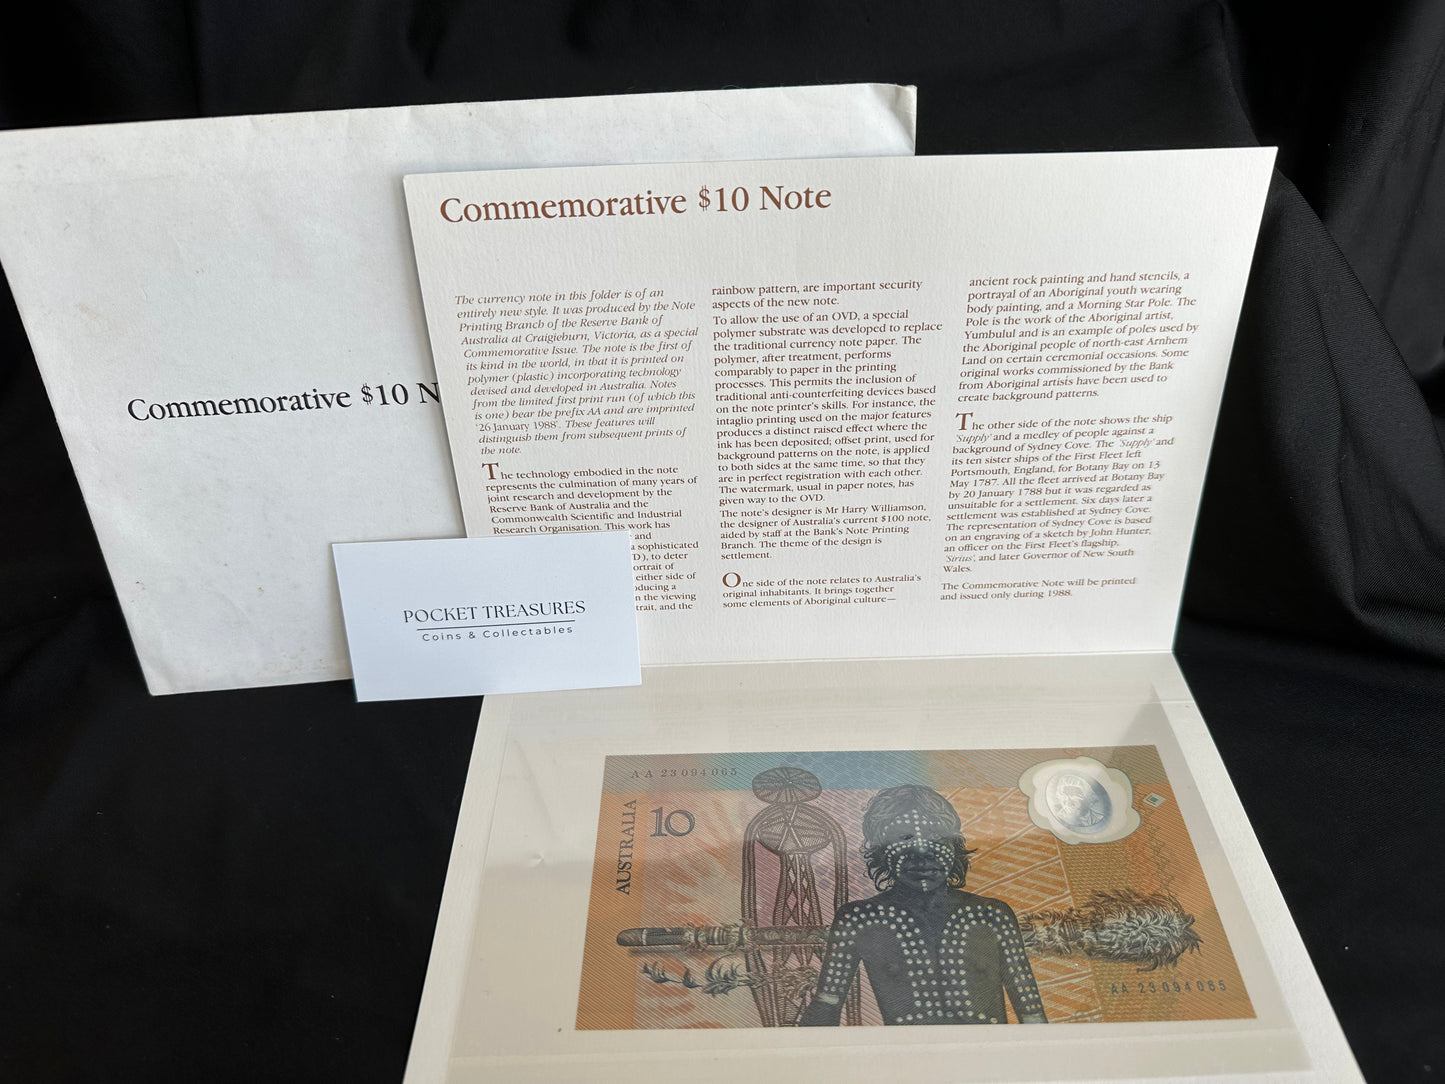 Commemorative $10 N
Commemorative $10 Note
The currency note in this folder is of an
entirely new style. It was produced by the Note
Printing Branch of the Reserve Bank of
Australia at Craigieburn, Victoria, as a special
Commemorative Issue. The note is the first of
its kind in the world, in that it is printed on
polymer (plastic) incorporating technology
devised and developed in Australia. Notes
from the limited first print run (of which this
is one) bear the prefix AA and are imprinted
'26 January 1988'. These features will
distinguish them from subsequent prints of
the note.
The technology embodied in the note
represents the culmination of many years of
joint research and development by the
Reserve Bank of Australia and the
Commonwealth Scientific and Industrial
Research Organisation. This work has
and
a sophisticated
D), to deter
ortrait of
either side of
oducing a
n the viewing
trait, and the
rainbow pattern, are important security
aspects of the new note.
To allow the use of an OVD, a special
polymer substrate was developed to replace
the traditional currency note paper. The
polymer, after treatment, performs
comparably to paper in the printing
processes. This permits the inclusion of
traditional anti-counterfeiting devices based
on the note printer's skills. For instance, the
intaglio printing used on the major features
produces a distinct raised effect where the
ink has been deposited; offset print, used for
background patterns on the note, is applied
to both sides at the same time, so that they
are in perfect registration with each other.
The watermark, usual in paper notes, has
given way to the OVD.
The note's designer is Mr Harry Williamson,
the designer of Australia's current $100 note,
aided by staff at the Bank's Note Printing
Branch. The theme of the design is
settlement.
One side of the note relates to Australia's
original inhabitants. It brings together
some elements of Aboriginal culture—
ancient rock painting and hand stencils, a
portrayal of an Aboriginal youth wearing
body painting, and a Morning Star Pole. The
Pole is the work of the Aboriginal artist,
Yumbulul and is an example of poles used by
the Aboriginal people of north-east Arnhem
Land on certain ceremonial occasions. Some
original works commissioned by the Bank
from Aboriginal artists have been used to
create background patterns.
The other side of the note shows the ship
'Supply' and a medley of people against a
background of Sydney Cove. The 'Supply' and
its ten sister ships of the First Fleet left
Portsmouth, England, for Botany Bay on 13
May 1787. All the fleet arrived at Botany Bay
by 20 January 1788 but it was regarded as
unsuitable for a settlement. Six days later a
settlement was established at Sydney Cove.
The representation of Sydney Cove is based
on an engraving of a sketch by John Hunter,
an officer on the First Fleet's flagship,
'Sirius', and later Governor of New South
Wales.
The Commemorative Note will be printed
and issued only during 1988.
POCKET TREASURES
Coins & Collectables
AA 23 094 065
AUSTRALIA
10
AA 23 094 065